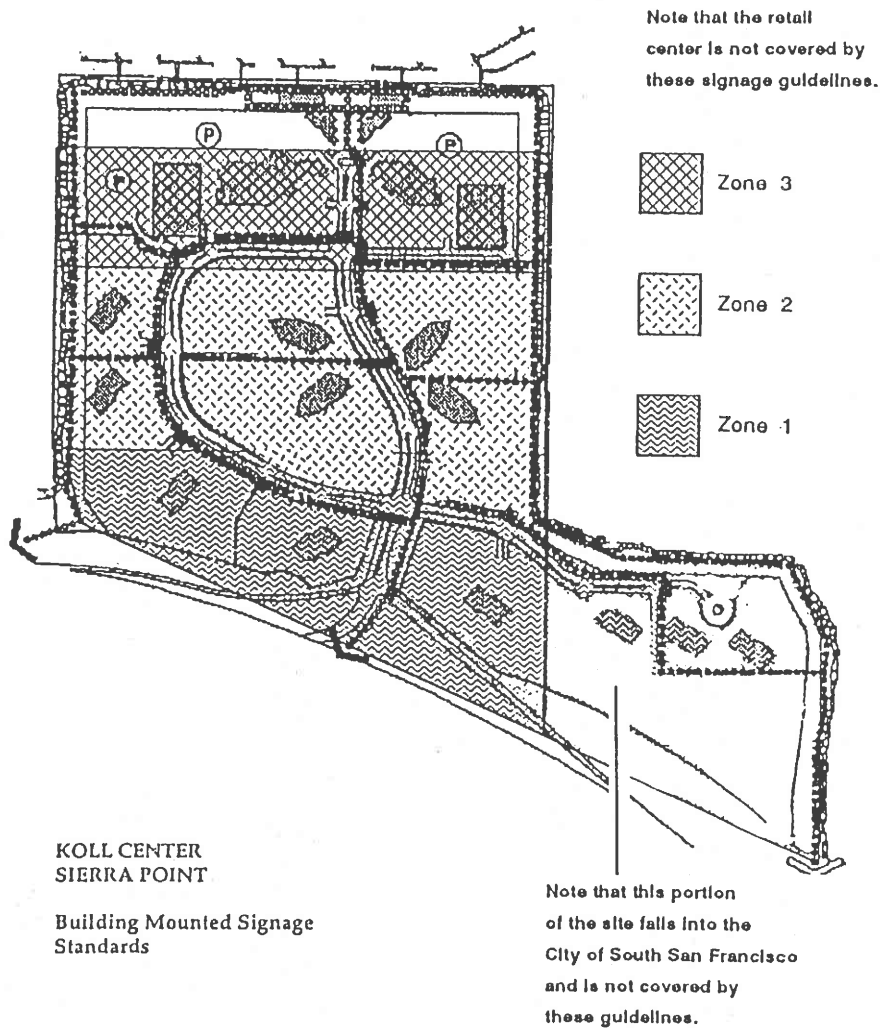 Note that the retail
center is not covered by
these signage guidelines.
P
P
P
Zone 3
Zone 2
Zone 1
KOLL CENTER
SIERRA POINT
Building Mounted Signage
Standards
Note that this portion
of the site falls into the
City of South San Francisco
and is not covered by
these guidelines.